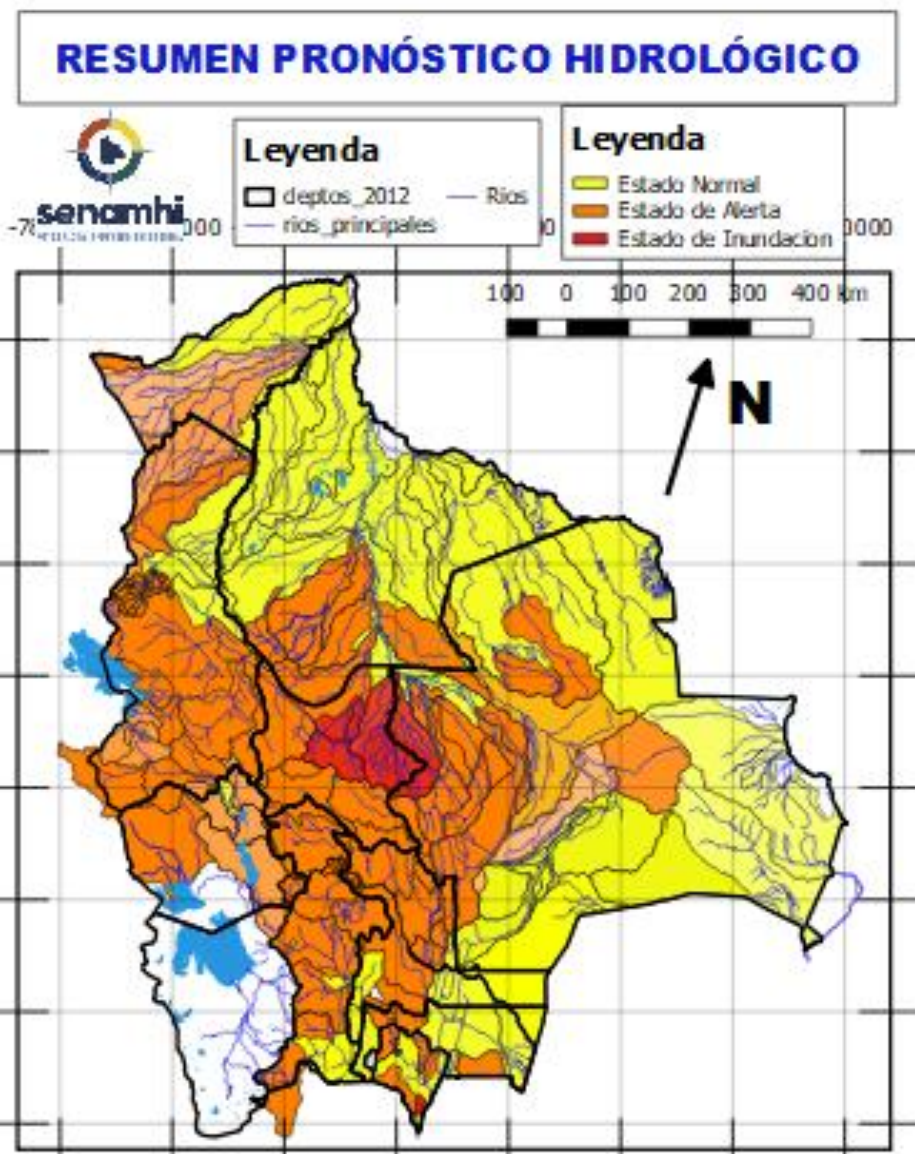 RESUMEN PRONÓSTICO HIDROLÓGICO
senamhi
Leyenda
deptos_2012
Rios
rios_principales
Leyenda
Estado Normal
Estado de Alerta
Estado de Inundacion
100 0 100 200 300 400 km
N